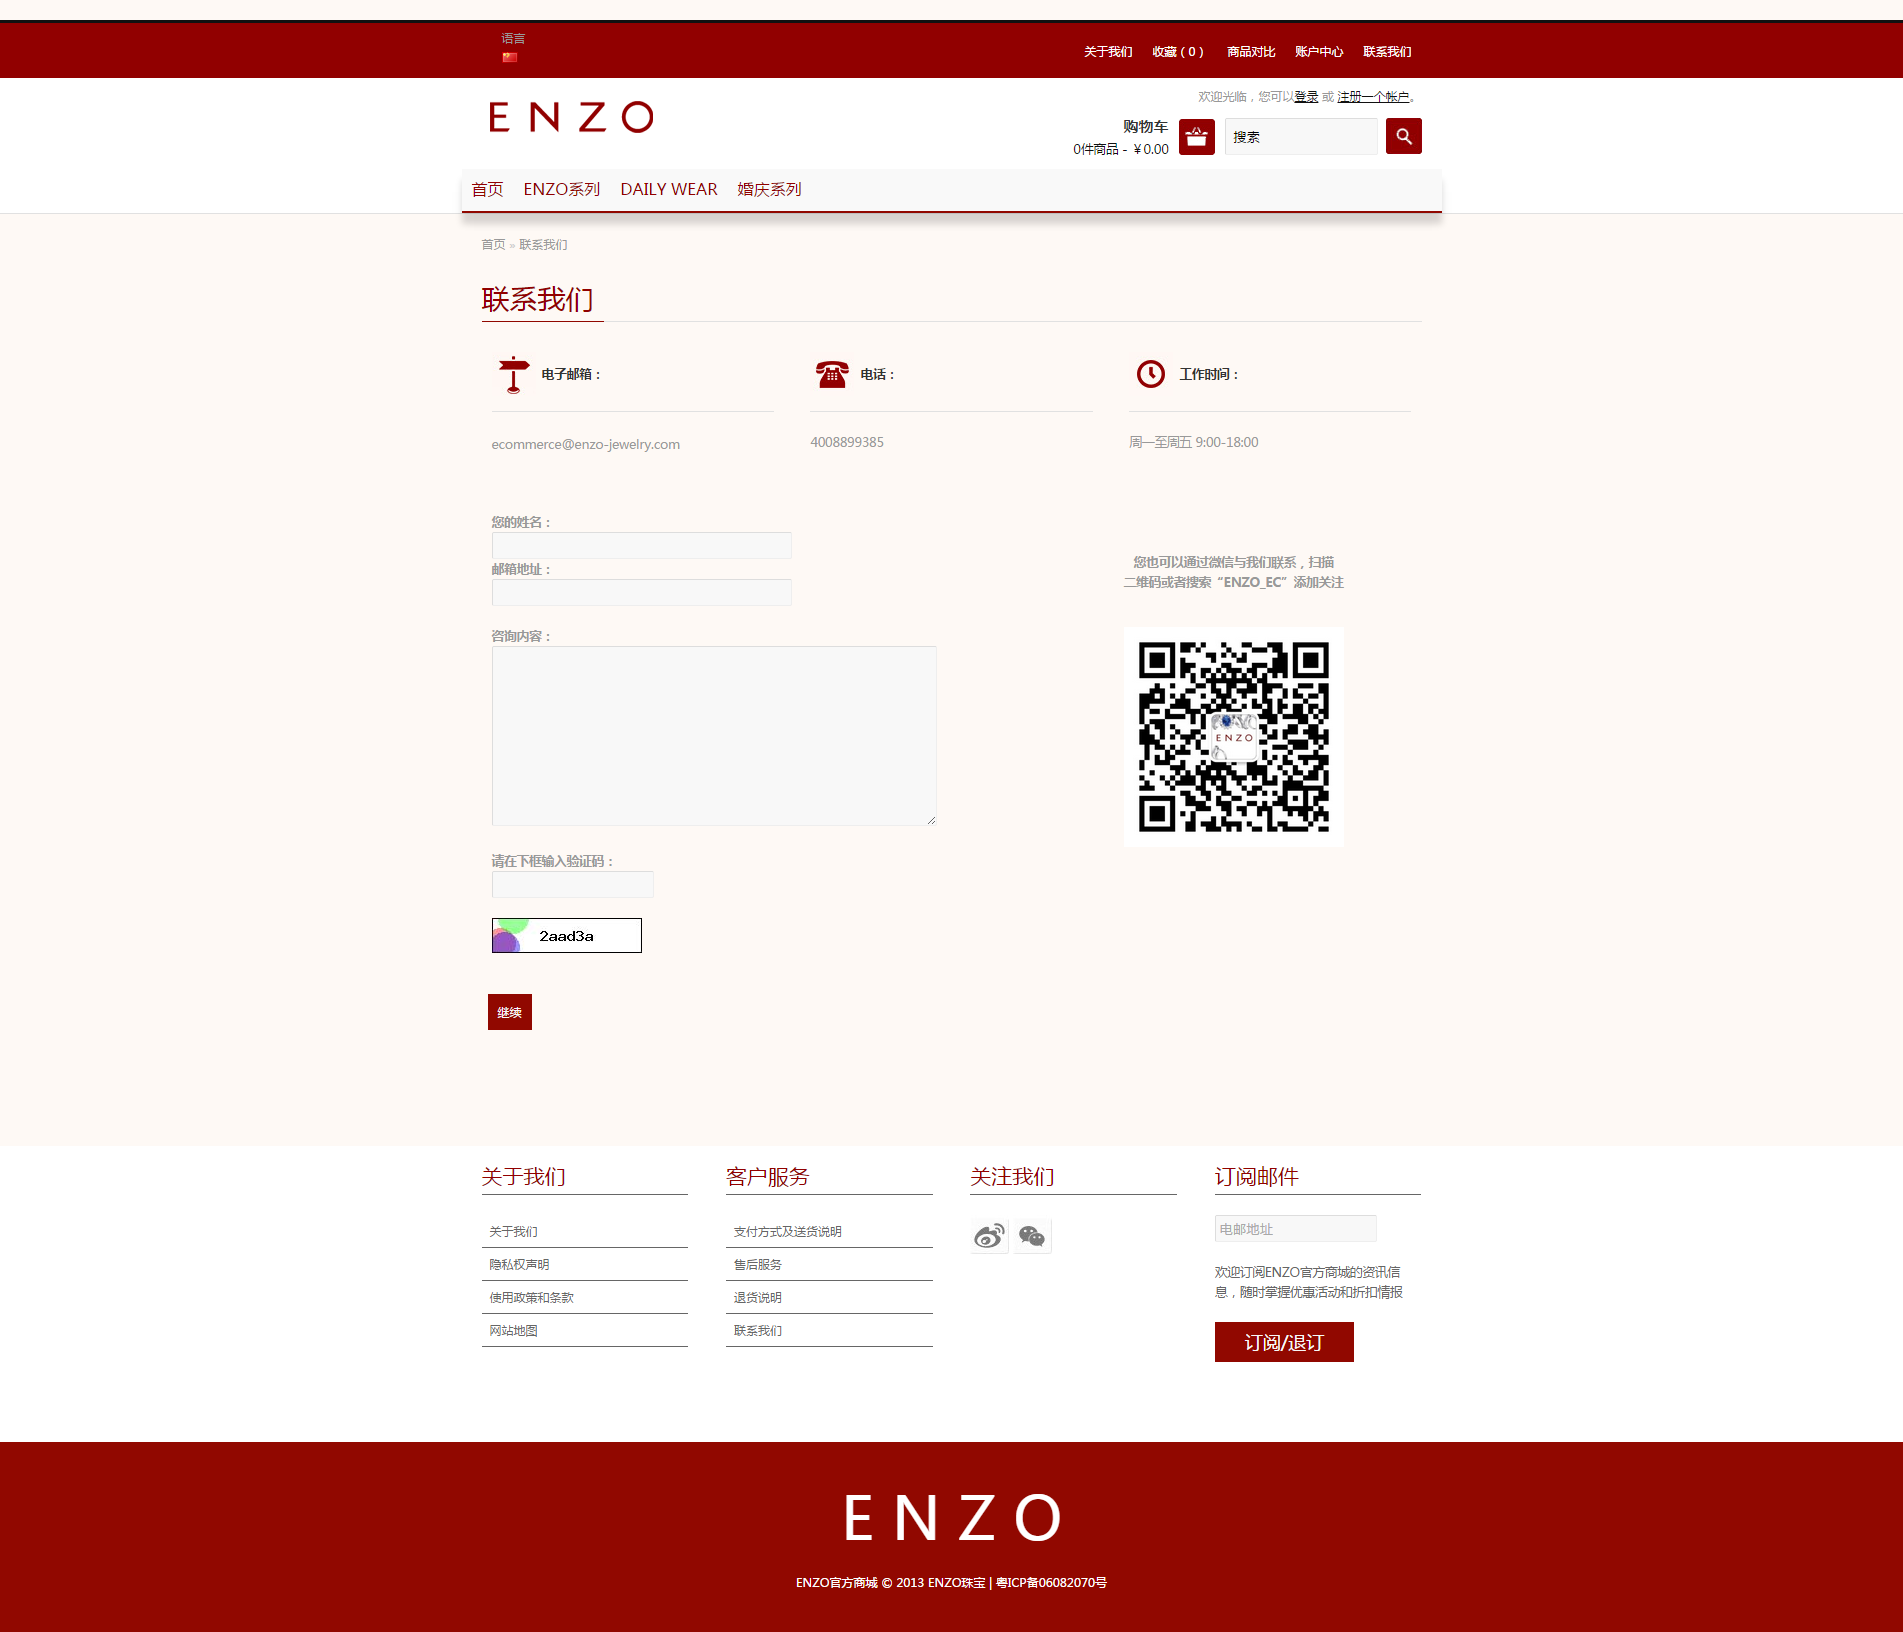 语言
关于我们 收藏（0） 商品对比 账户中心 联系我们
ENZO
欢迎光临，您可以登录 或 注册一个帐户。
购物车
0件商品 - ￥0.00
搜索
首页 ENZO系列 DAILY WEAR 婚庆系列
首页 » 联系我们
联系我们
电子邮箱： 电话： 工作时间：
ecommerce@enzo-jewelry.com 4008899385 周一至周五 9:00-18:00
您的姓名：
邮箱地址：
您也可以通过微信与我们联系，扫描
二维码或者搜索“ENZO_EC”添加关注
咨询内容：
ENZO
请在下框输入验证码：
2aad3a
继续
关于我们 客户服务 关注我们 订阅邮件
关于我们 支付方式及送货说明 电邮地址
隐私权声明 售后服务
欢迎订阅ENZO官方商城的资讯信
息，随时掌握优惠活动和折扣情报
使用政策和条款 退货说明
网站地图 联系我们
订阅/退订
ENZO
ENZO官方商城 © 2013 ENZO珠宝 | 粤ICP备06082070号